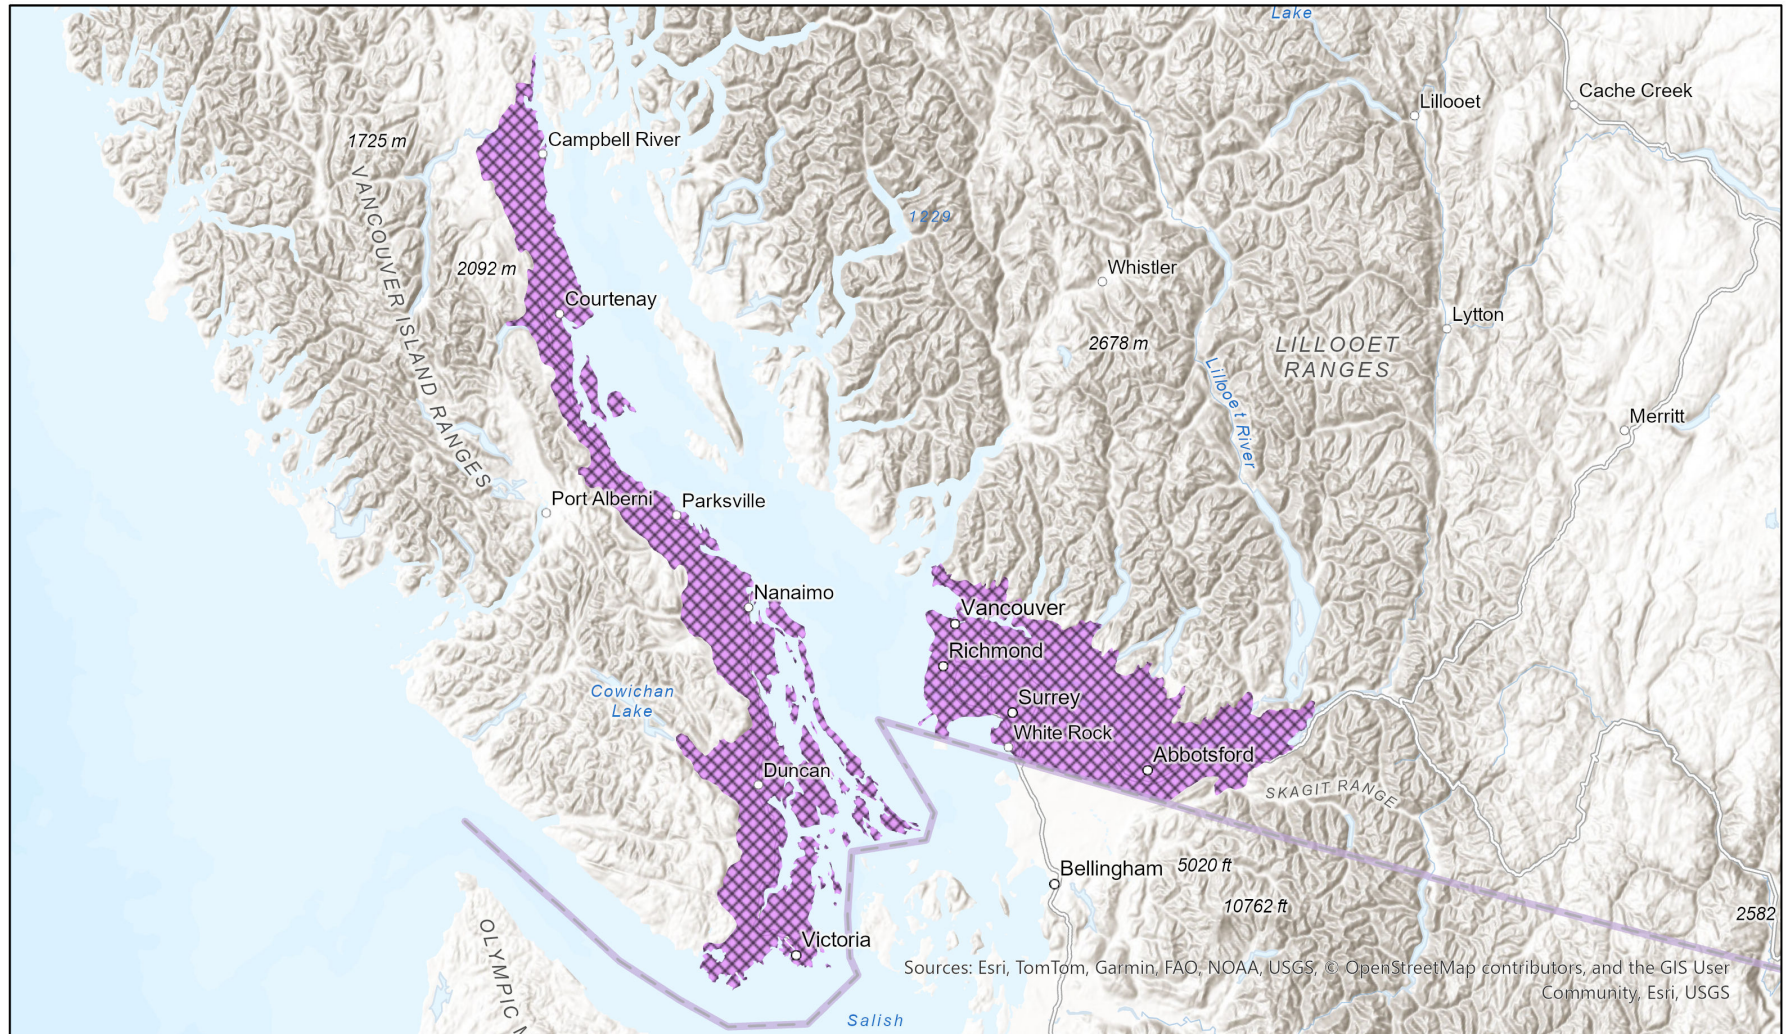 Lake
Cache Creek
Lillooet
Campbell River
1725 m
VANCOUVER ISLAND RANGES
1229
2092 m
Whistler
Courtenay
Lytton
2678 m
LILLOOET
RANGES
Lillooet River
Merritt
Port Alberni
Parksville
Nanaimo
Vancouver
Richmond
Cowichan
Lake
Surrey
White Rock
Abbotsford
Duncan
SKAGIT RANGE
Bellingham
5020 ft
10762 ft
2582
OLYMPIC M
Victoria
Sources: Esri, TomTom, Garmin, FAO, NOAA, USGS, © OpenStreetMap contributors, and the GIS User
Community, Esri, USGS
Salish